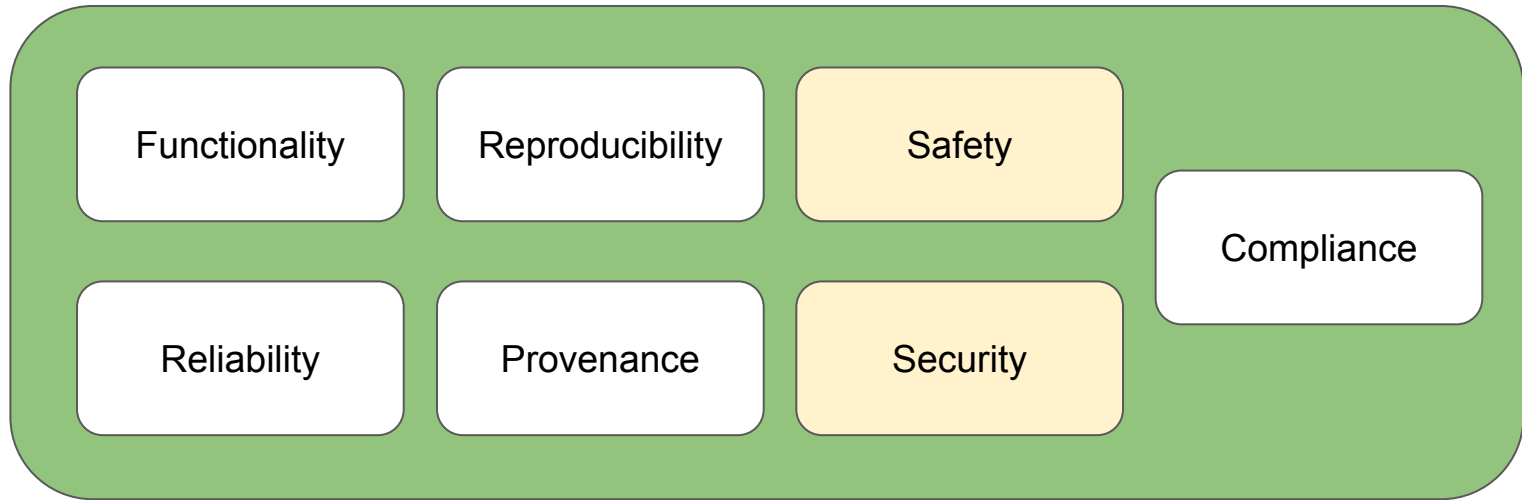 Functionality
Reproducibility
Safety
Compliance
Reliability
Provenance
Security